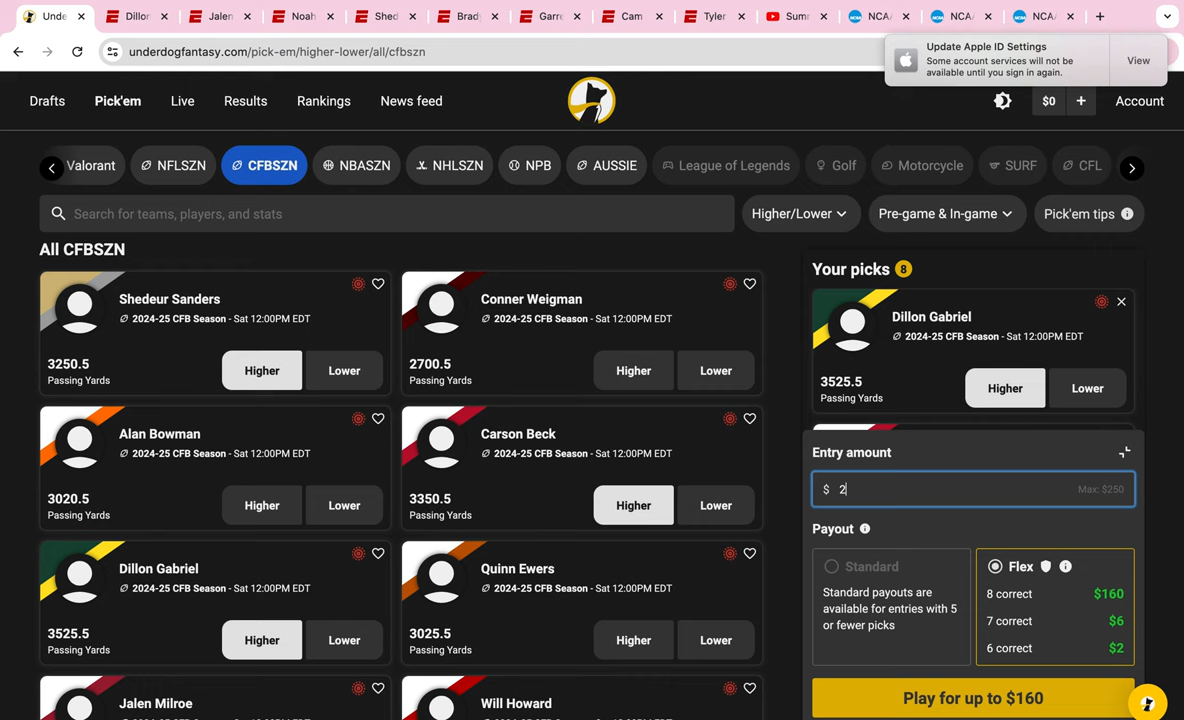 Unde
Dillon
Jalen
Noah
Shed
Brady
Garre
Cam
Tyler
Sumr
NCAA
NCAA
NCAA
underdogfantasy.com/pick-em/higher-lower/all/cfbszn
Update Apple ID Settings
Some account services will not be
available until you sign in again.
View
Drafts
Pick'em
Live
Results
Rankings
News feed
$0
+
Account
Valorant
NFLSZN
CFBSZN
NBASZN
NHLSZN
NPB
AUSSIE
League of Legends
Golf
Motorcycle
SURF
CFL
Search for teams, players, and stats
Higher/Lower
Pre-game & In-game
Pick'em tips
All CFBSZN
Shedeur Sanders
2024-25 CFB Season - Sat 12:00PM EDT
3250.5
Passing Yards
Higher
Lower
Conner Weigman
2024-25 CFB Season - Sat 12:00PM EDT
2700.5
Passing Yards
Higher
Lower
Alan Bowman
2024-25 CFB Season - Sat 12:00PM EDT
3020.5
Passing Yards
Higher
Lower
Carson Beck
2024-25 CFB Season - Sat 12:00PM EDT
3350.5
Passing Yards
Higher
Lower
Dillon Gabriel
2024-25 CFB Season - Sat 12:00PM EDT
3525.5
Passing Yards
Higher
Lower
Quinn Ewers
2024-25 CFB Season - Sat 12:00PM EDT
3025.5
Passing Yards
Higher
Lower
Jalen Milroe
Will Howard
Your picks 8
Dillon Gabriel
2024-25 CFB Season - Sat 12:00PM EDT
3525.5
Passing Yards
Higher
Lower
Entry amount
$ 2
Max: $250
Payout
Standard
Standard payouts are
available for entries with 5
or fewer picks
Flex
8 correct $160
7 correct $6
6 correct $2
Play for up to $160